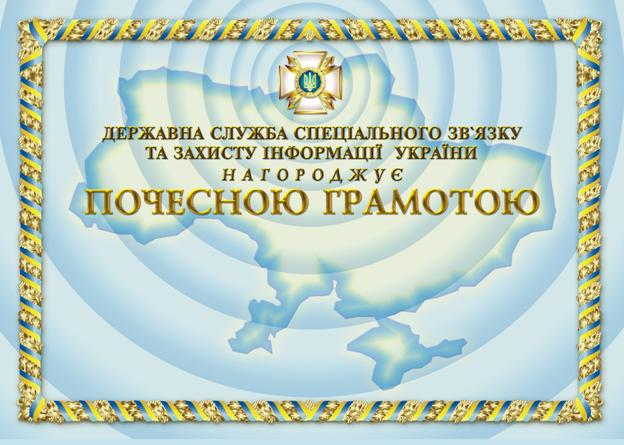 ДЕРЖАВНА СЛУЖБА СПЕЦІАЛЬНОГО ЗВ`ЯЗКУ
ТА ЗАХИСТУ ІНФОРМАЦІЇ УКРАЇНИ
НАГОРОДЖУЄ
ПОЧЕСНОЮ ГРАМОТОЮ